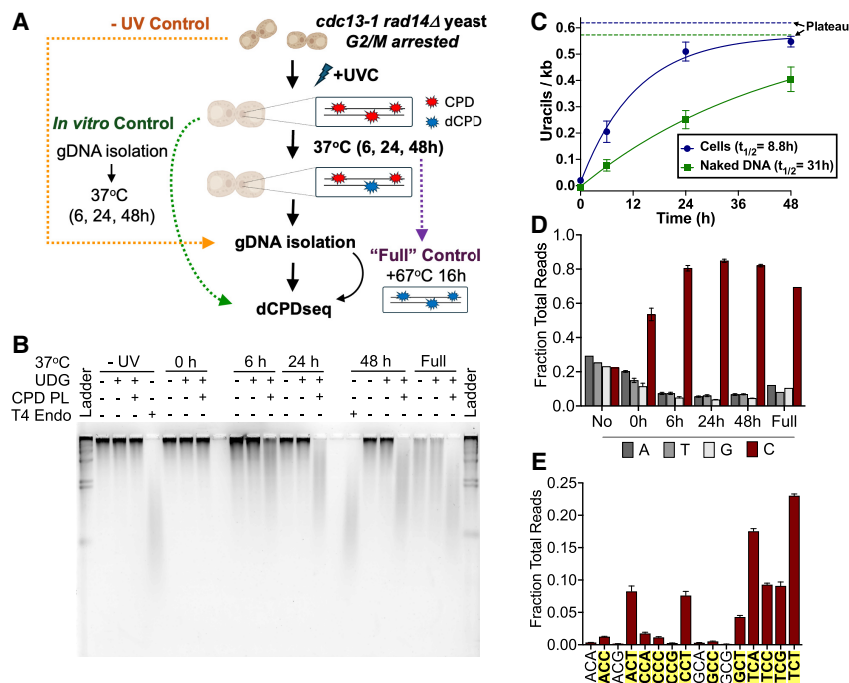 A
- UV Control
cdc13-1 rad14Δ yeast
G2/M arrested
+UVC
CPD
dCPD
In vitro Control
gDNA isolation
37ºC
(6, 24, 48h)
37ºC (6, 24, 48h)
gDNA isolation
"Full" Control
+67ºC 16h
dCPDseq
B
37ºC
- UV
0 h
6 h
24 h
48 h
Full
Ladder
UDG
- + + - - + + - + + - + - + + - + +
CPD PL
- - + - - - + - - + - + - - + - - +
T4 Endo
- - - + - - - - - - - - + - - - - - -
Ladder
C
Uracils / kb
0.6
0.5
0.4
0.3
0.2
0.1
0.0
Plateau
Cells (t1/2= 8.8h)
Naked DNA (t1/2= 31h)
0 12 24 36 48
Time (h)
D
Fraction Total Reads
1.0
0.8
0.6
0.4
0.2
0.0
No 0h 6h 24h 48h Full
A T G C
E
Fraction Total Reads
0.25
0.20
0.15
0.10
0.05
0.00
ACA
ACC
ACG
ACT
CCA
CCC
CCG
CCT
GCA
GCC
GCG
GCT
TCA
TCC
TCG
TCT